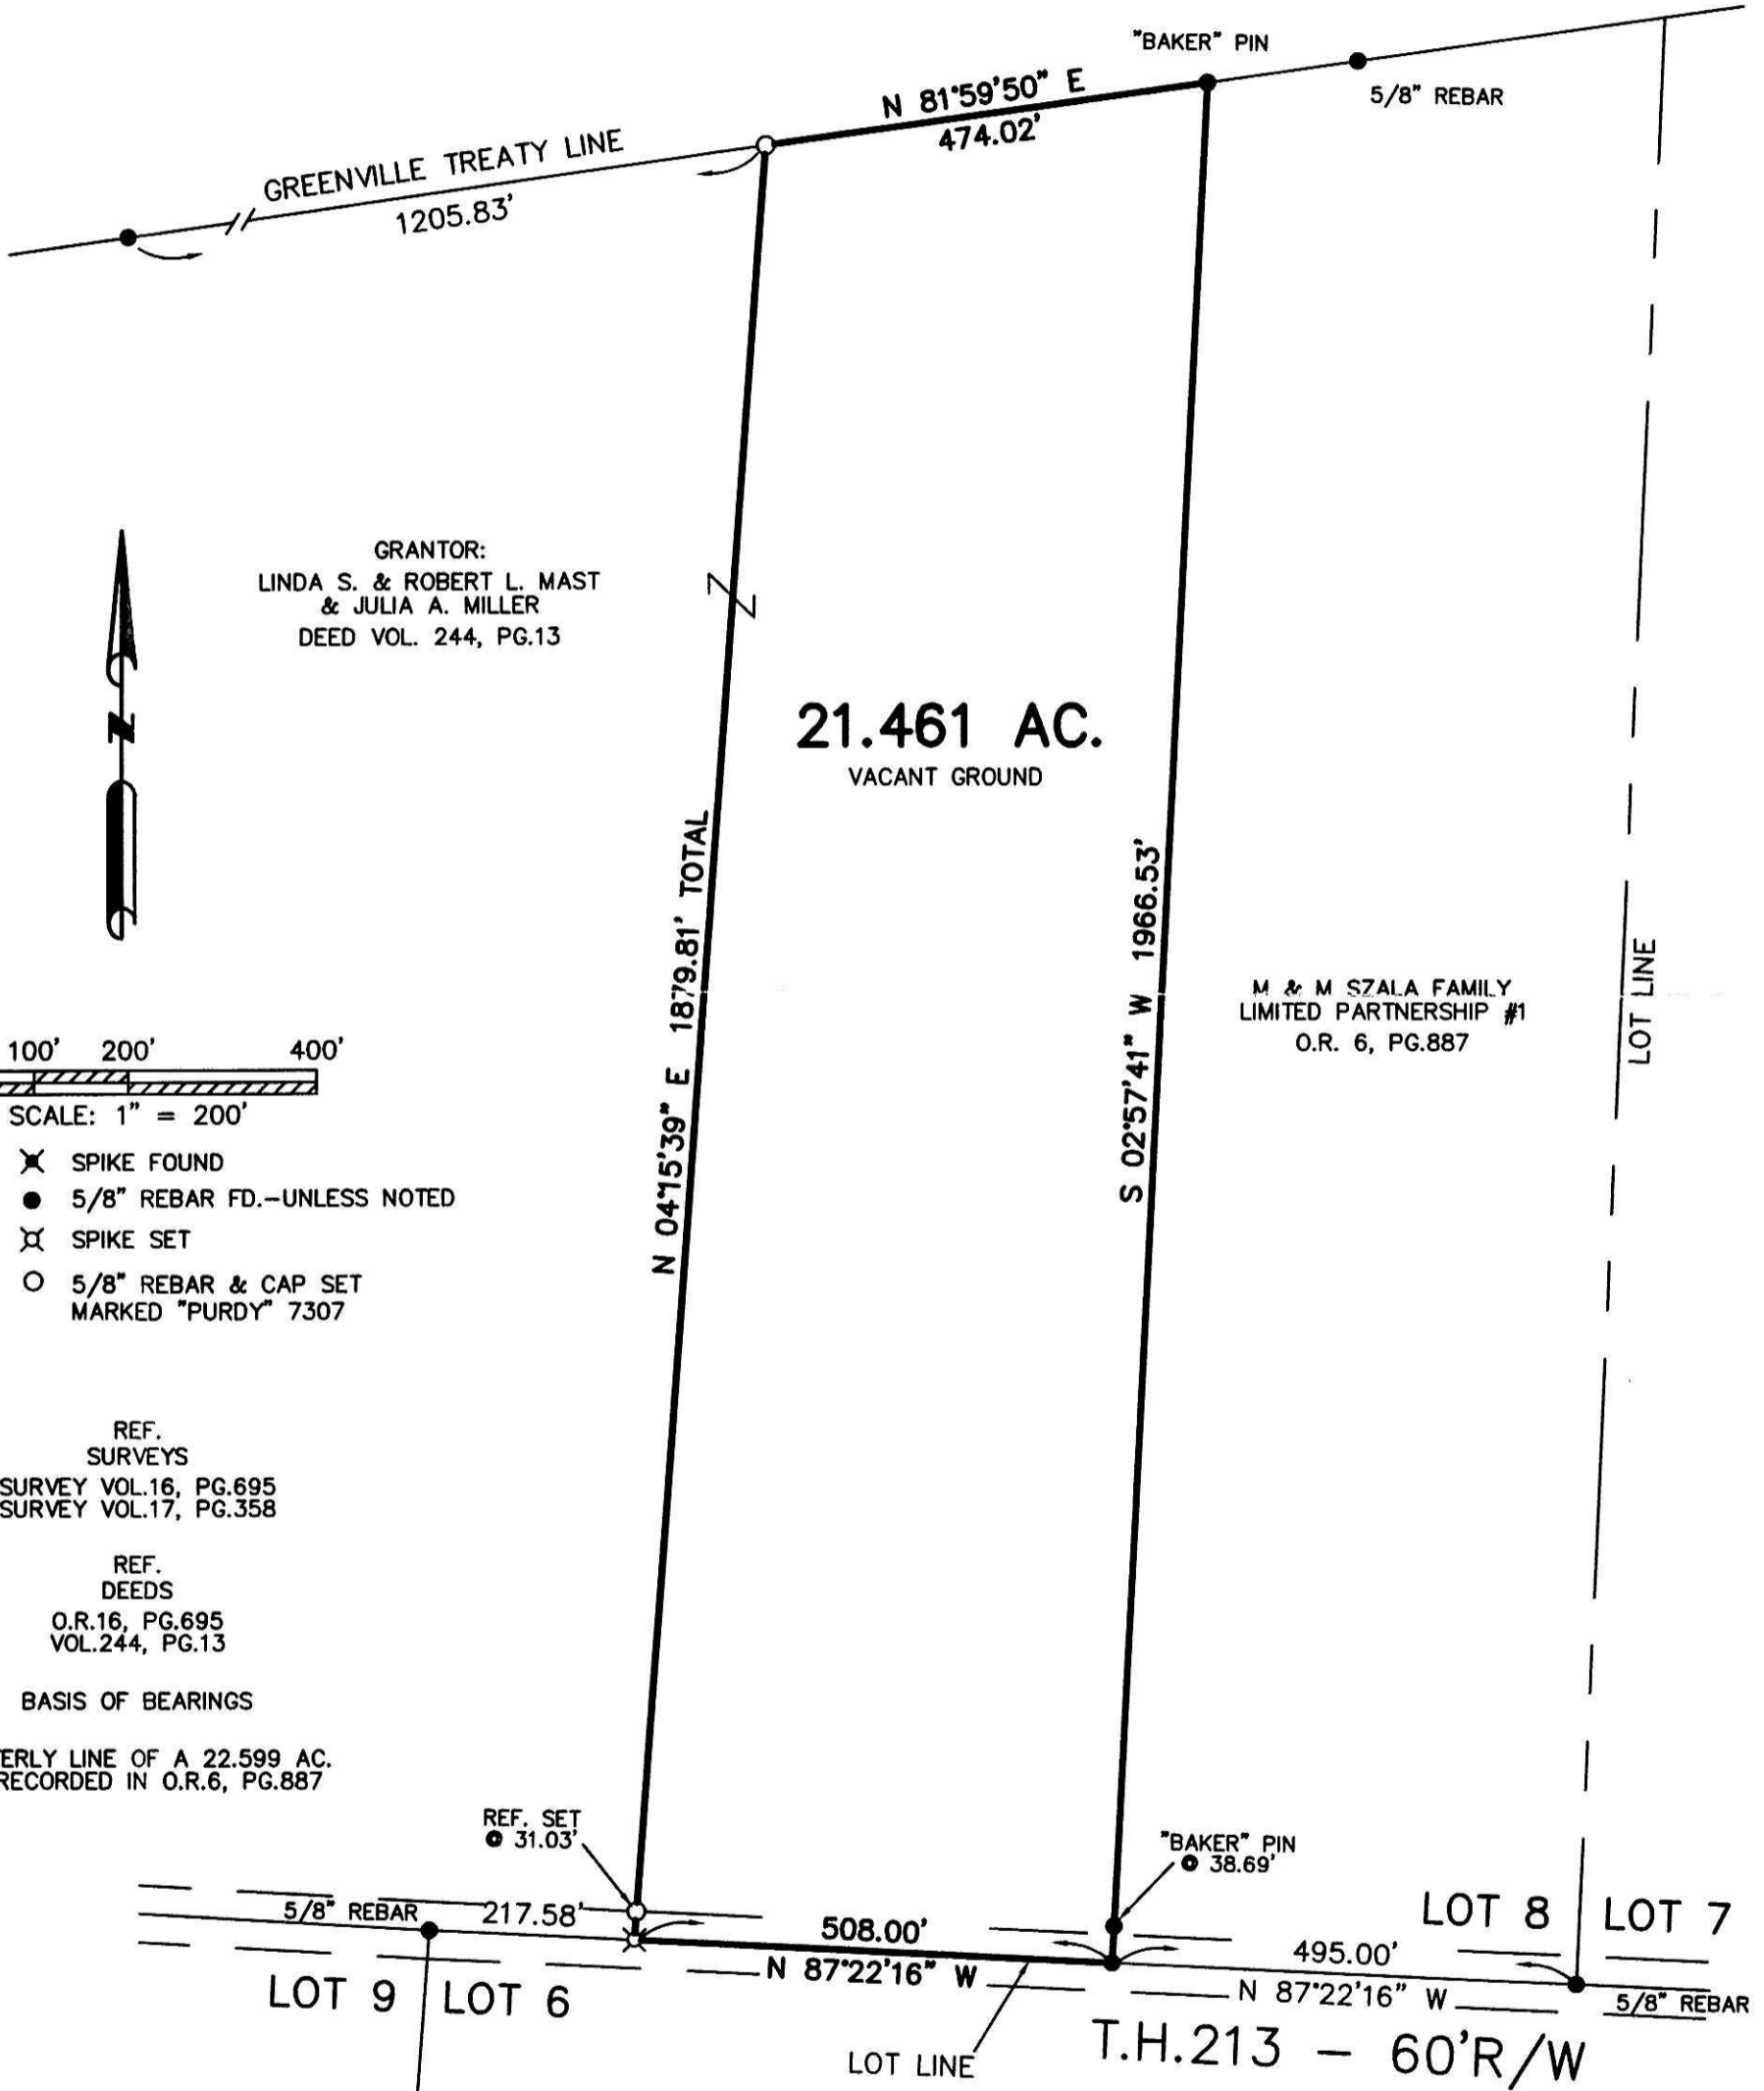 "BAKER" PIN
5/8" REBAR
N 81°59'50" E
474.02'
GREENVILLE TREATY LINE
1205.83'
GRANTOR:
LINDA S. & ROBERT L. MAST
& JULIA A. MILLER
DEED VOL. 244, PG.13
N
21.461 AC.
VACANT GROUND
N 04°15'39" E 1879.81' TOTAL
S 02°57'41" W 1966.53'
M & M SZALA FAMILY
LIMITED PARTNERSHIP #1
O.R. 6, PG.887
LOT LINE
100' 200' 400'
SCALE: 1" = 200'
SPIKE FOUND
5/8" REBAR FD.-UNLESS NOTED
SPIKE SET
5/8" REBAR & CAP SET
MARKED "PURDY" 7307
REF.
SURVEYS
SURVEY VOL.16, PG.695
SURVEY VOL.17, PG.358
REF.
DEEDS
O.R.16, PG.695
VOL.244, PG.13
BASIS OF BEARINGS
ERLY LINE OF A 22.599 AC.
RECORDED IN O.R.6, PG.887
REF. SET
@ 31.03'
"BAKER" PIN
@ 38.69'
5/8" REBAR
217.58'
508.00'
N 87°22'16" W
495.00'
N 87°22'16" W
LOT 8
LOT 7
5/8" REBAR
LOT 9
LOT 6
LOT LINE
T.H.213 - 60'R/W